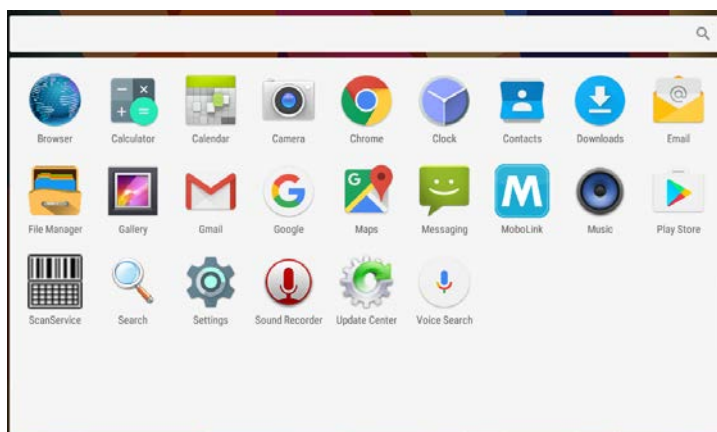 Browser Calculator Calendar Camera Chrome Clock Contacts Downloads Email
File Manager Gallery Gmail Google Maps Messaging MoboLink Music Play Store
ScanService Search Settings Sound Recorder Update Center Voice Search